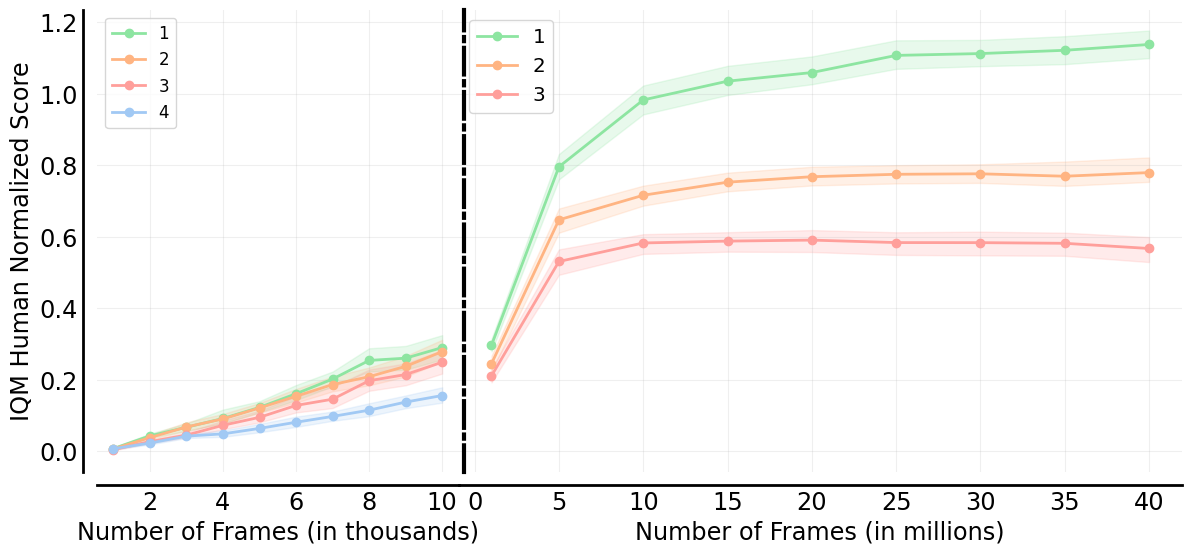 IQM Human Normalized Score
1.2
1.0
0.8
0.6
0.4
0.2
0.0
1
2
3
4
2 4 6 8 10
Number of Frames (in thousands)
1
2
3
0 5 10 15 20 25 30 35 40
Number of Frames (in millions)